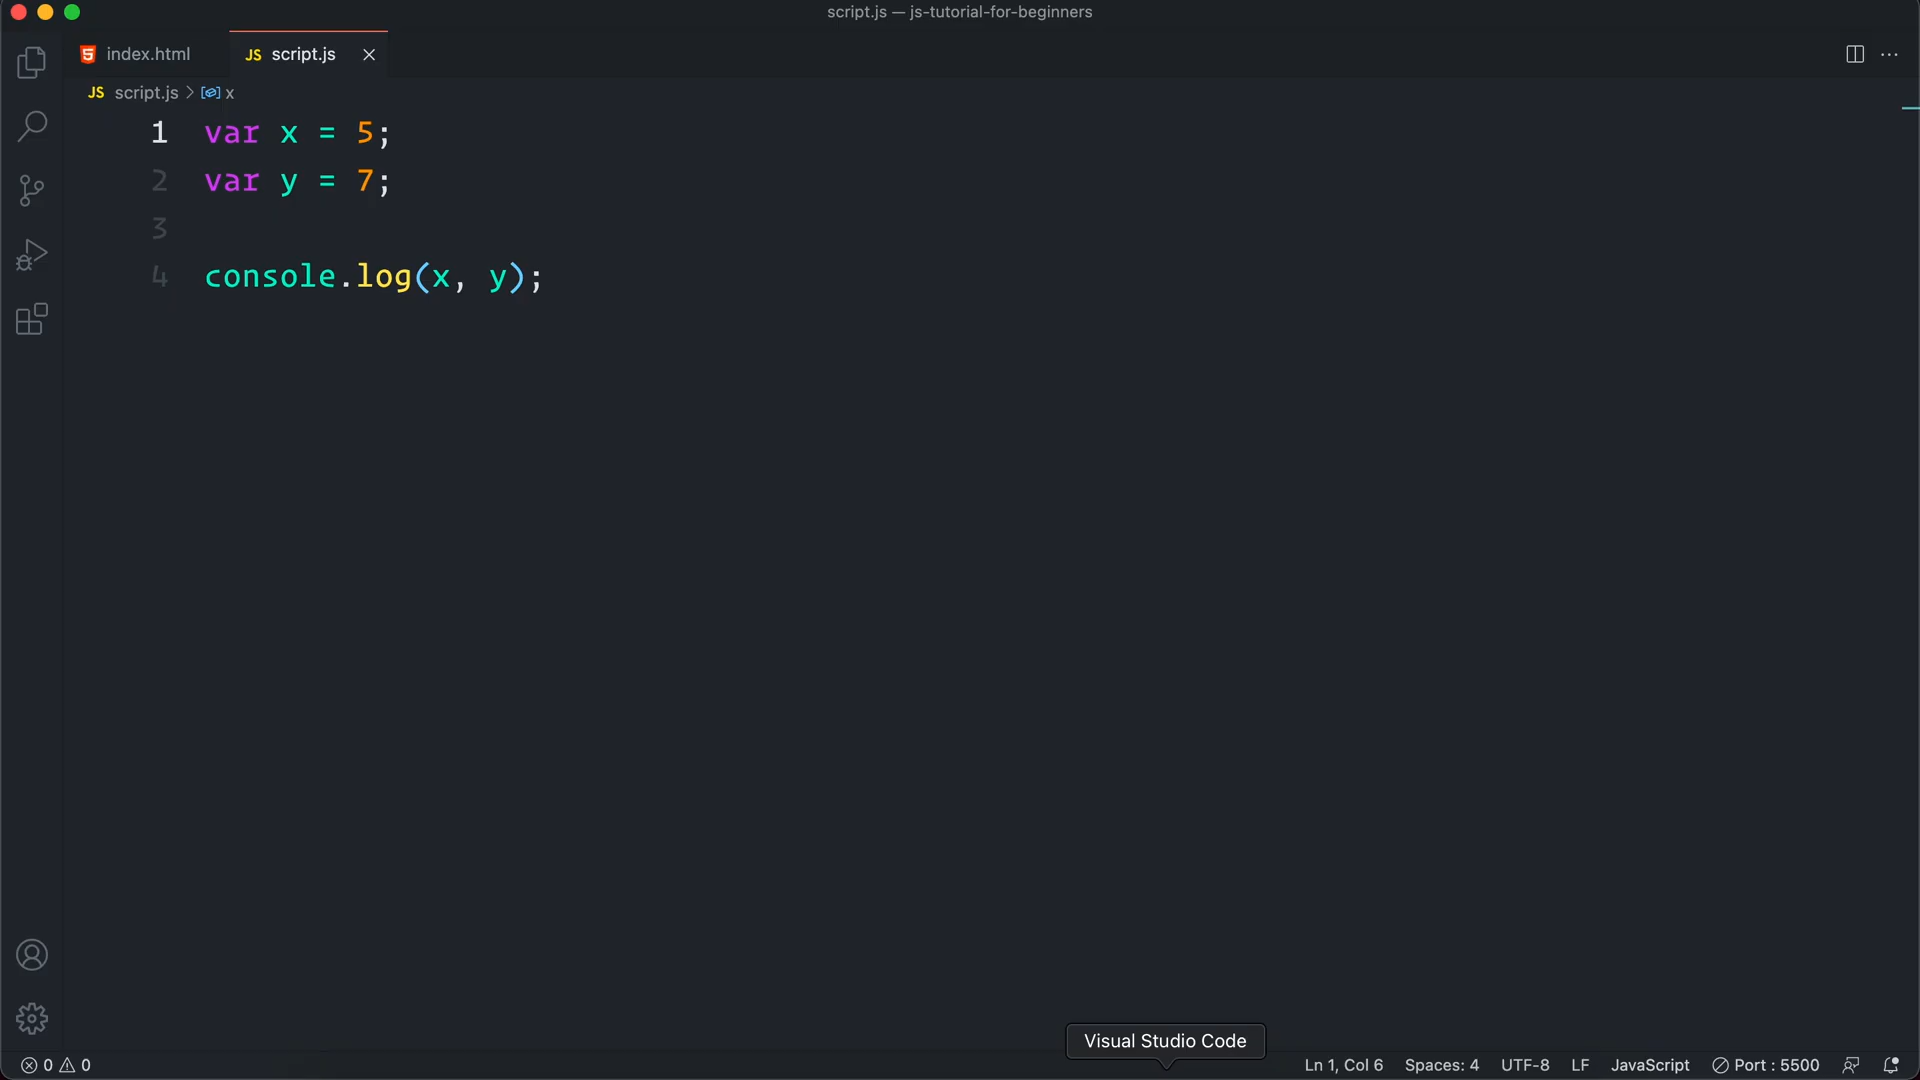 script.js — js-tutorial-for-beginners
index.html
JS script.js
JS script.js > x
1 var x = 5;
2 var y = 7;
3
4 console.log(x, y);
Visual Studio Code
0 0 Ln 1, Col 6 Spaces: 4 UTF-8 LF JavaScript Port : 5500